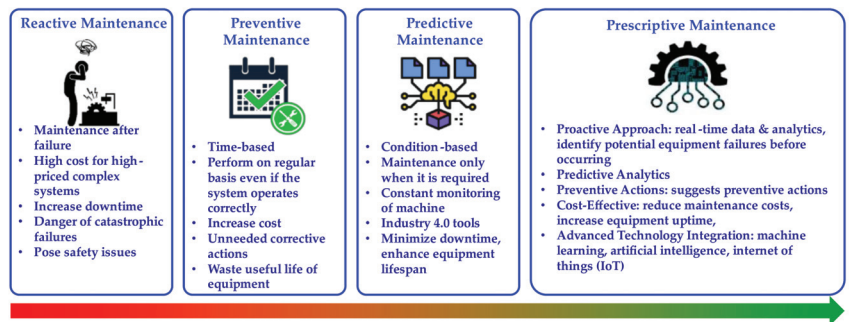 Reactive Maintenance
• Maintenance after
failure
• High cost for high-
priced complex
systems
• Increase downtime
• Danger of catastrophic
failures
• Pose safety issues
Preventive
Maintenance
• Time-based
• Perform on regular
basis even if the
system operates
correctly
• Increase cost
• Unneeded corrective
actions
• Waste useful life of
equipment
Predictive
Maintenance
• Condition-based
• Maintenance only
when it is required
• Constant monitoring
of machine
• Industry 4.0 tools
• Minimize downtime,
enhance equipment
lifespan
Prescriptive Maintenance
• Proactive Approach: real-time data & analytics,
identify potential equipment failures before
occurring
• Predictive Analytics
• Preventive Actions: suggests preventive actions
• Cost-Effective: reduce maintenance costs,
increase equipment uptime,
• Advanced Technology Integration: machine
learning, artificial intelligence, internet of
things (IoT)